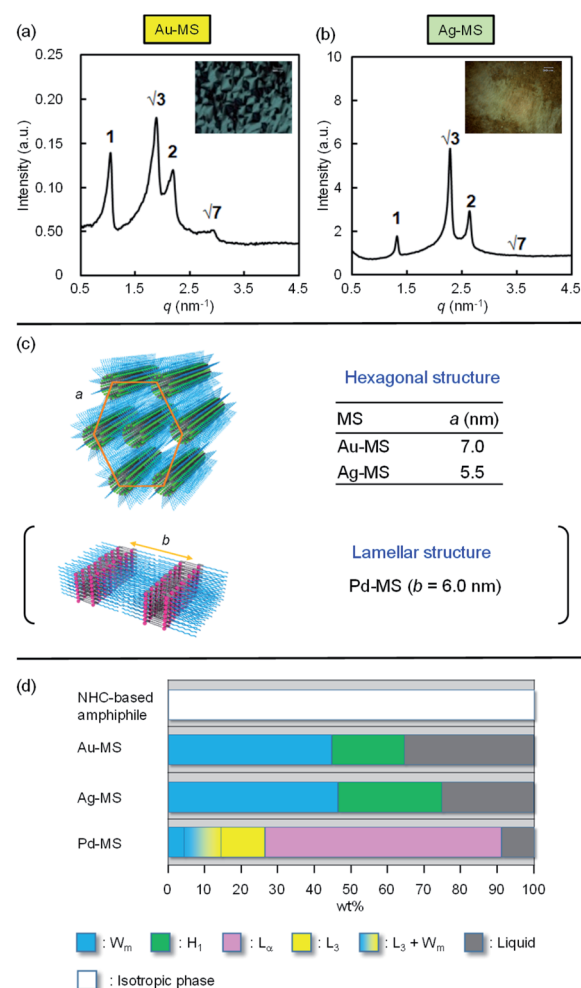 (a)
Au-MS
0.25
0.20
0.15
0.10
0.05
0
Intensity (a.u.)
1
√3
2
√7
0.5
1.5
2.5
3.5
4.5
q (nm⁻¹)
(b)
Ag-MS
10
8
6
4
2
0
Intensity (a.u.)
1
√3
2
√7
0.5
1.5
2.5
3.5
4.5
q (nm⁻¹)
(c)
a
Hexagonal structure
MS a (nm)
Au-MS 7.0
Ag-MS 5.5
b
Lamellar structure
Pd-MS (b = 6.0 nm)
(d)
NHC-based
amphiphile
Au-MS
Ag-MS
Pd-MS
0 10 20 30 40 50 60 70 80 90 100
wt%
: Wₘ : H₁ : Lα : L₃ : L₃ + Wₘ : Liquid
: Isotropic phase